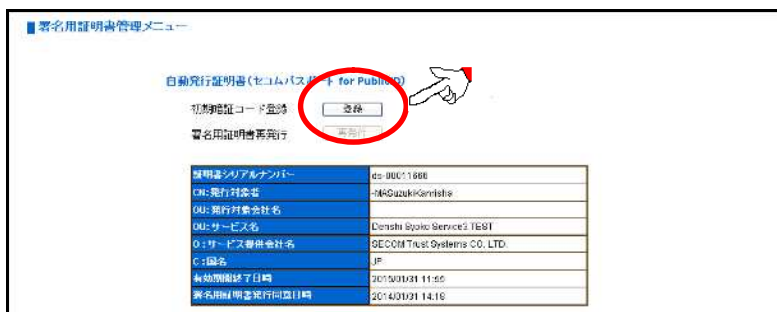 ■署名用証明書管理メニュー
自動発行証明書(セコムパスポート for PublicID)
初期暗証コード登録 登録
署名用証明書再発行 再発行
証明書シリアルナンバー ds-00011666
CN:発行対象者 -MASuzukiKanrisha
OU:発行対象会社名
OU:サービス名 Denshi Syoko Service3 TEST
O:サービス提供会社名 SECOM Trust Systems CO. LTD.
C:国名 JP
有効期間終了日時 2015/01/31 11:59
署名用証明書発行同意日時 2014/01/31 14:18